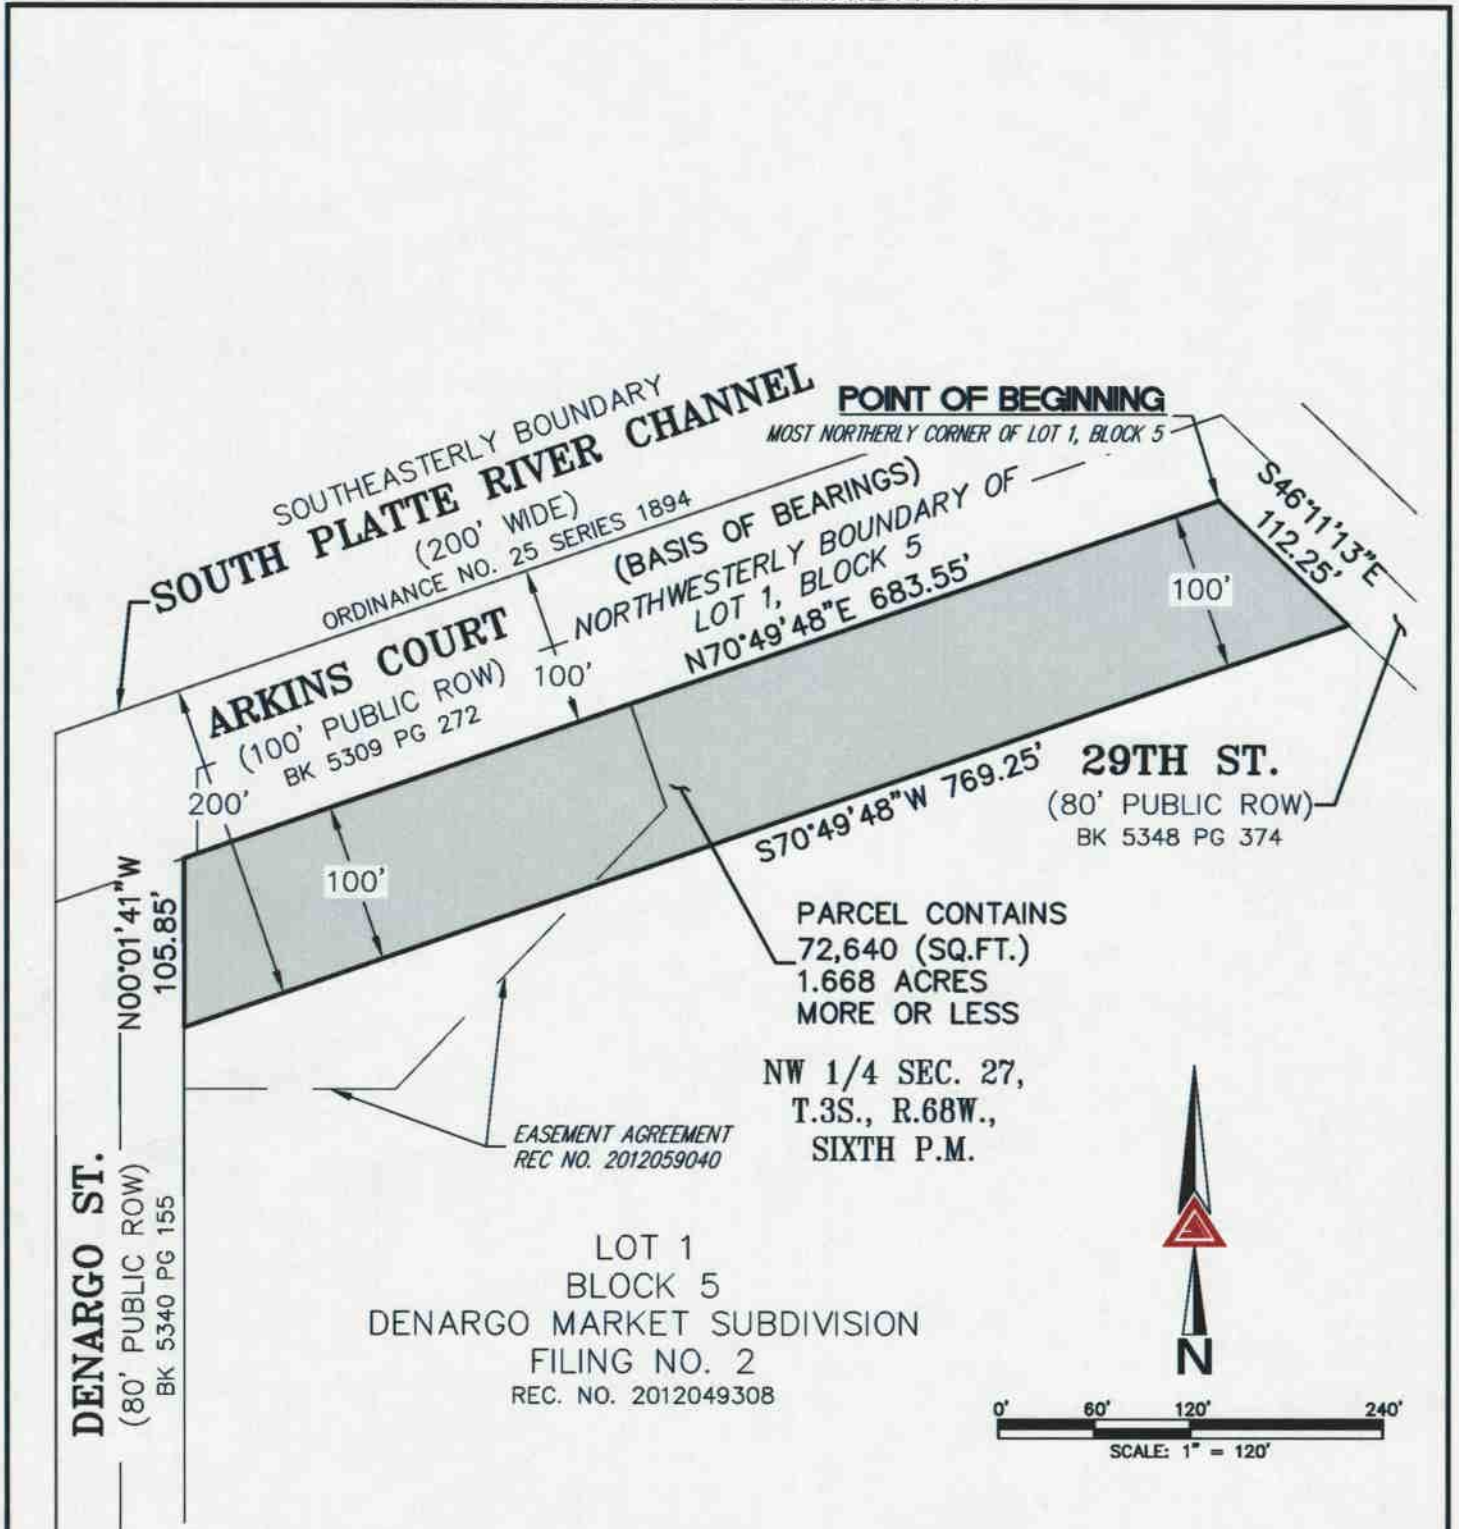 SOUTHEASTERLY BOUNDARY
SOUTH PLATTE RIVER CHANNEL
(200' WIDE)
ORDINANCE NO. 25 SERIES 1894
POINT OF BEGINNING
MOST NORTHERLY CORNER OF LOT 1, BLOCK 5
(BASIS OF BEARINGS)
NORTHWESTERLY BOUNDARY OF
LOT 1, BLOCK 5
N70°49'48"E 683.55'
S46°11'13"E
112.25'
ARKINS COURT
(100' PUBLIC ROW)
BK 5309 PG 272
100'
200'
100'
100'
S70°49'48"W 769.25'
29TH ST.
(80' PUBLIC ROW)
BK 5348 PG 374
N00°01'41"W
105.85'
PARCEL CONTAINS
72,640 (SQ.FT.)
1.668 ACRES
MORE OR LESS
NW 1/4 SEC. 27,
T.3S., R.68W.,
SIXTH P.M.
EASEMENT AGREEMENT
REC NO. 2012059040
DENARGO ST.
(80' PUBLIC ROW)
BK 5340 PG 155
LOT 1
BLOCK 5
DENARGO MARKET SUBDIVISION
FILING NO. 2
REC. NO. 2012049308
N
0' 60' 120' 240'
SCALE: 1" = 120'